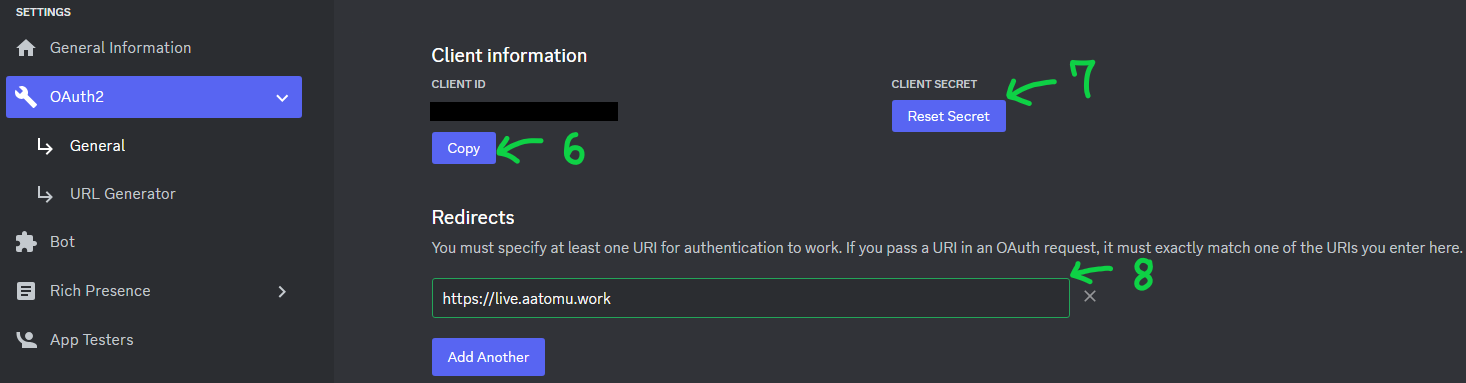 SETTINGS
General Information
OAuth2
General
URL Generator
Bot
Rich Presence
App Testers
Client information
CLIENT ID
Copy
6
CLIENT SECRET
Reset Secret
7
Redirects
You must specify at least one URI for authentication to work. If you pass a URI in an OAuth request, it must exactly match one of the URIs you enter here.
8
https://live.aatomu.work
Add Another